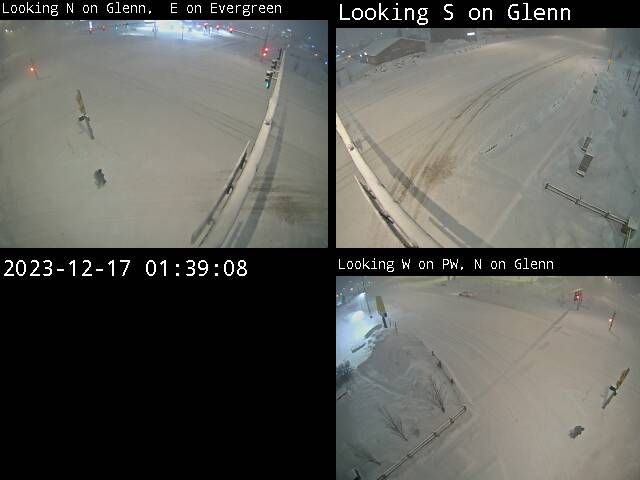 Looking N on Glenn, E on Evergreen
Looking S on Glenn
2023-12-17 01:39:08
Looking W on PW, N on Glenn